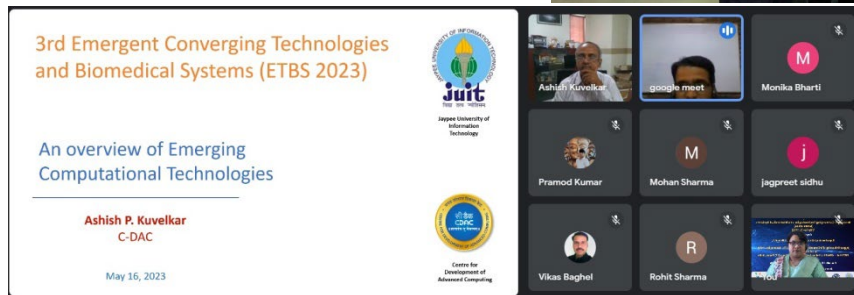 3rd Emergent Converging Technologies
and Biomedical Systems (ETBS 2023)
juit
Jaypee University of
Information
Technology
An overview of Emerging
Computational Technologies
Ashish P. Kuvelkar
C-DAC
May 16, 2023
सी डैक
CDAC
Centre for
Development of
Advanced Computing
Ashish Kuvelkar
google meet
M
Monika Bharti
Pramod Kumar
M
Mohan Sharma
j
jagpreet sidhu
Vikas Baghel
R
Rohit Sharma
You